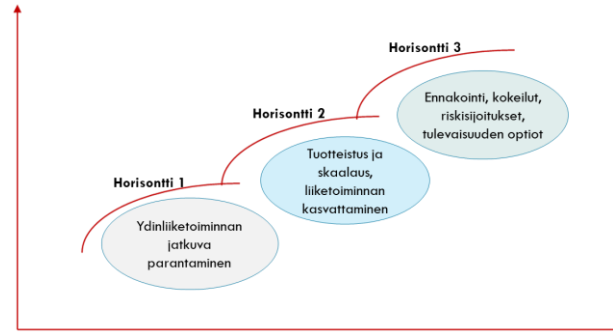 Horisontti 3
Ennakointi, kokeilut,
riskisijoitukset,
tulevaisuuden optiot
Horisontti 2
Tuotteistus ja
skaalaus,
liiketoiminnan
kasvattaminen
Horisontti 1
Ydinliiketoiminnan
jatkuva
parantaminen